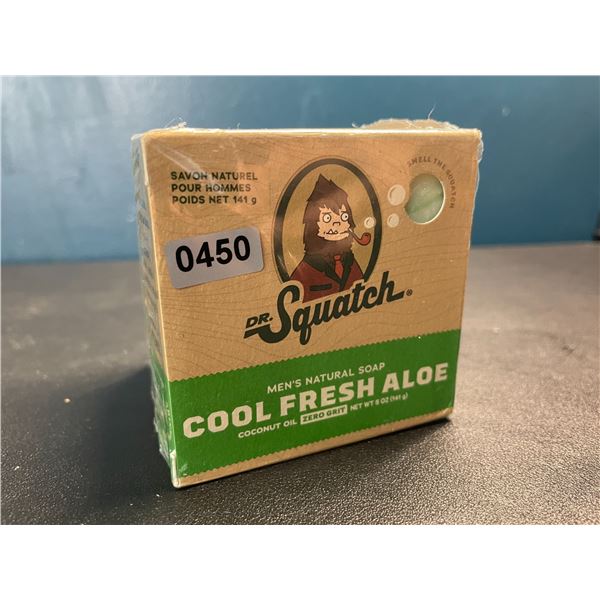 SAVON NATUREL
POUR HOMMES
POIDS NET 141 g
SMELL THE SQUATCH
0450
DR. Squatch®
MEN'S NATURAL SOAP
COOL FRESH ALOE
COCONUT OIL ZERO GRIT NET WT 5 OZ (141 g)